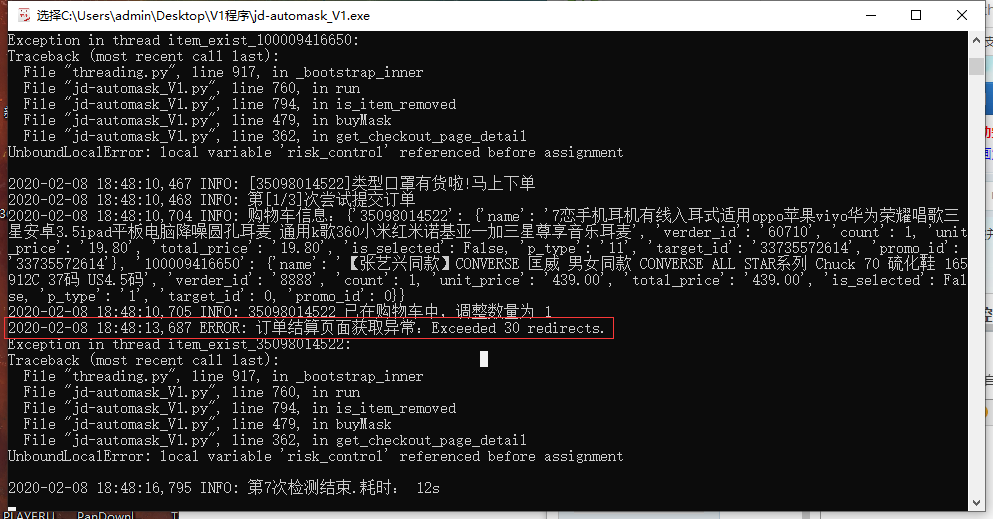 选择C:\Users\admin\Desktop\V1程序\jd-automask_V1.exe
Exception in thread item_exist_100009416650:
Traceback (most recent call last):
File "threading.py", line 917, in _bootstrap_inner
File "jd-automask_V1.py", line 760, in run
File "jd-automask_V1.py", line 794, in is_item_removed
File "jd-automask_V1.py", line 479, in buyMask
File "jd-automask_V1.py", line 362, in get_checkout_page_detail
UnboundLocalError: local variable 'risk_control' referenced before assignment
2020-02-08 18:48:10,467 INFO: [35098014522]类型口罩有货啦!马上下单
2020-02-08 18:48:10,468 INFO: 第[1/3]次尝试提交订单
2020-02-08 18:48:10,704 INFO: 购物车信息: {'35098014522': {'name': '7恋手机耳机有线入耳式适用oppo苹果vivo华为荣耀唱歌三
星安卓3.5ipad平板电脑降噪圆孔耳麦 通用k歌360小米红米诺基亚一加三星尊享音乐耳麦', 'verder_id': '60710', 'count': 1, 'unit
_price': '19.80', 'total_price': '19.80', 'is_selected': False, 'p_type': '11', 'target_id': '33735572614', 'promo_id':
'33735572614'}, '100009416650': {'name': '【张艺兴同款】CONVERSE 匡威 男女同款 CONVERSE ALL STAR系列 Chuck 70 硫化鞋 165
912C 37码 US4.5码', 'verder_id': '8888', 'count': 1, 'unit_price': '439.00', 'total_price': '439.00', 'is_selected': Fal
se, 'p_type': '1', 'target_id': 0, 'promo_id': 0}}
2020-02-08 18:48:10,705 INFO: 35098014522 已在购物车中，调整数量为 1
2020-02-08 18:48:13,687 ERROR: 订单结算页面获取异常：Exceeded 30 redirects.
Exception in thread item_exist_35098014522:
Traceback (most recent call last):
File "threading.py", line 917, in _bootstrap_inner
File "jd-automask_V1.py", line 760, in run
File "jd-automask_V1.py", line 794, in is_item_removed
File "jd-automask_V1.py", line 479, in buyMask
File "jd-automask_V1.py", line 362, in get_checkout_page_detail
UnboundLocalError: local variable 'risk_control' referenced before assignment
2020-02-08 18:48:16,795 INFO: 第7次检测结束.耗时： 12s